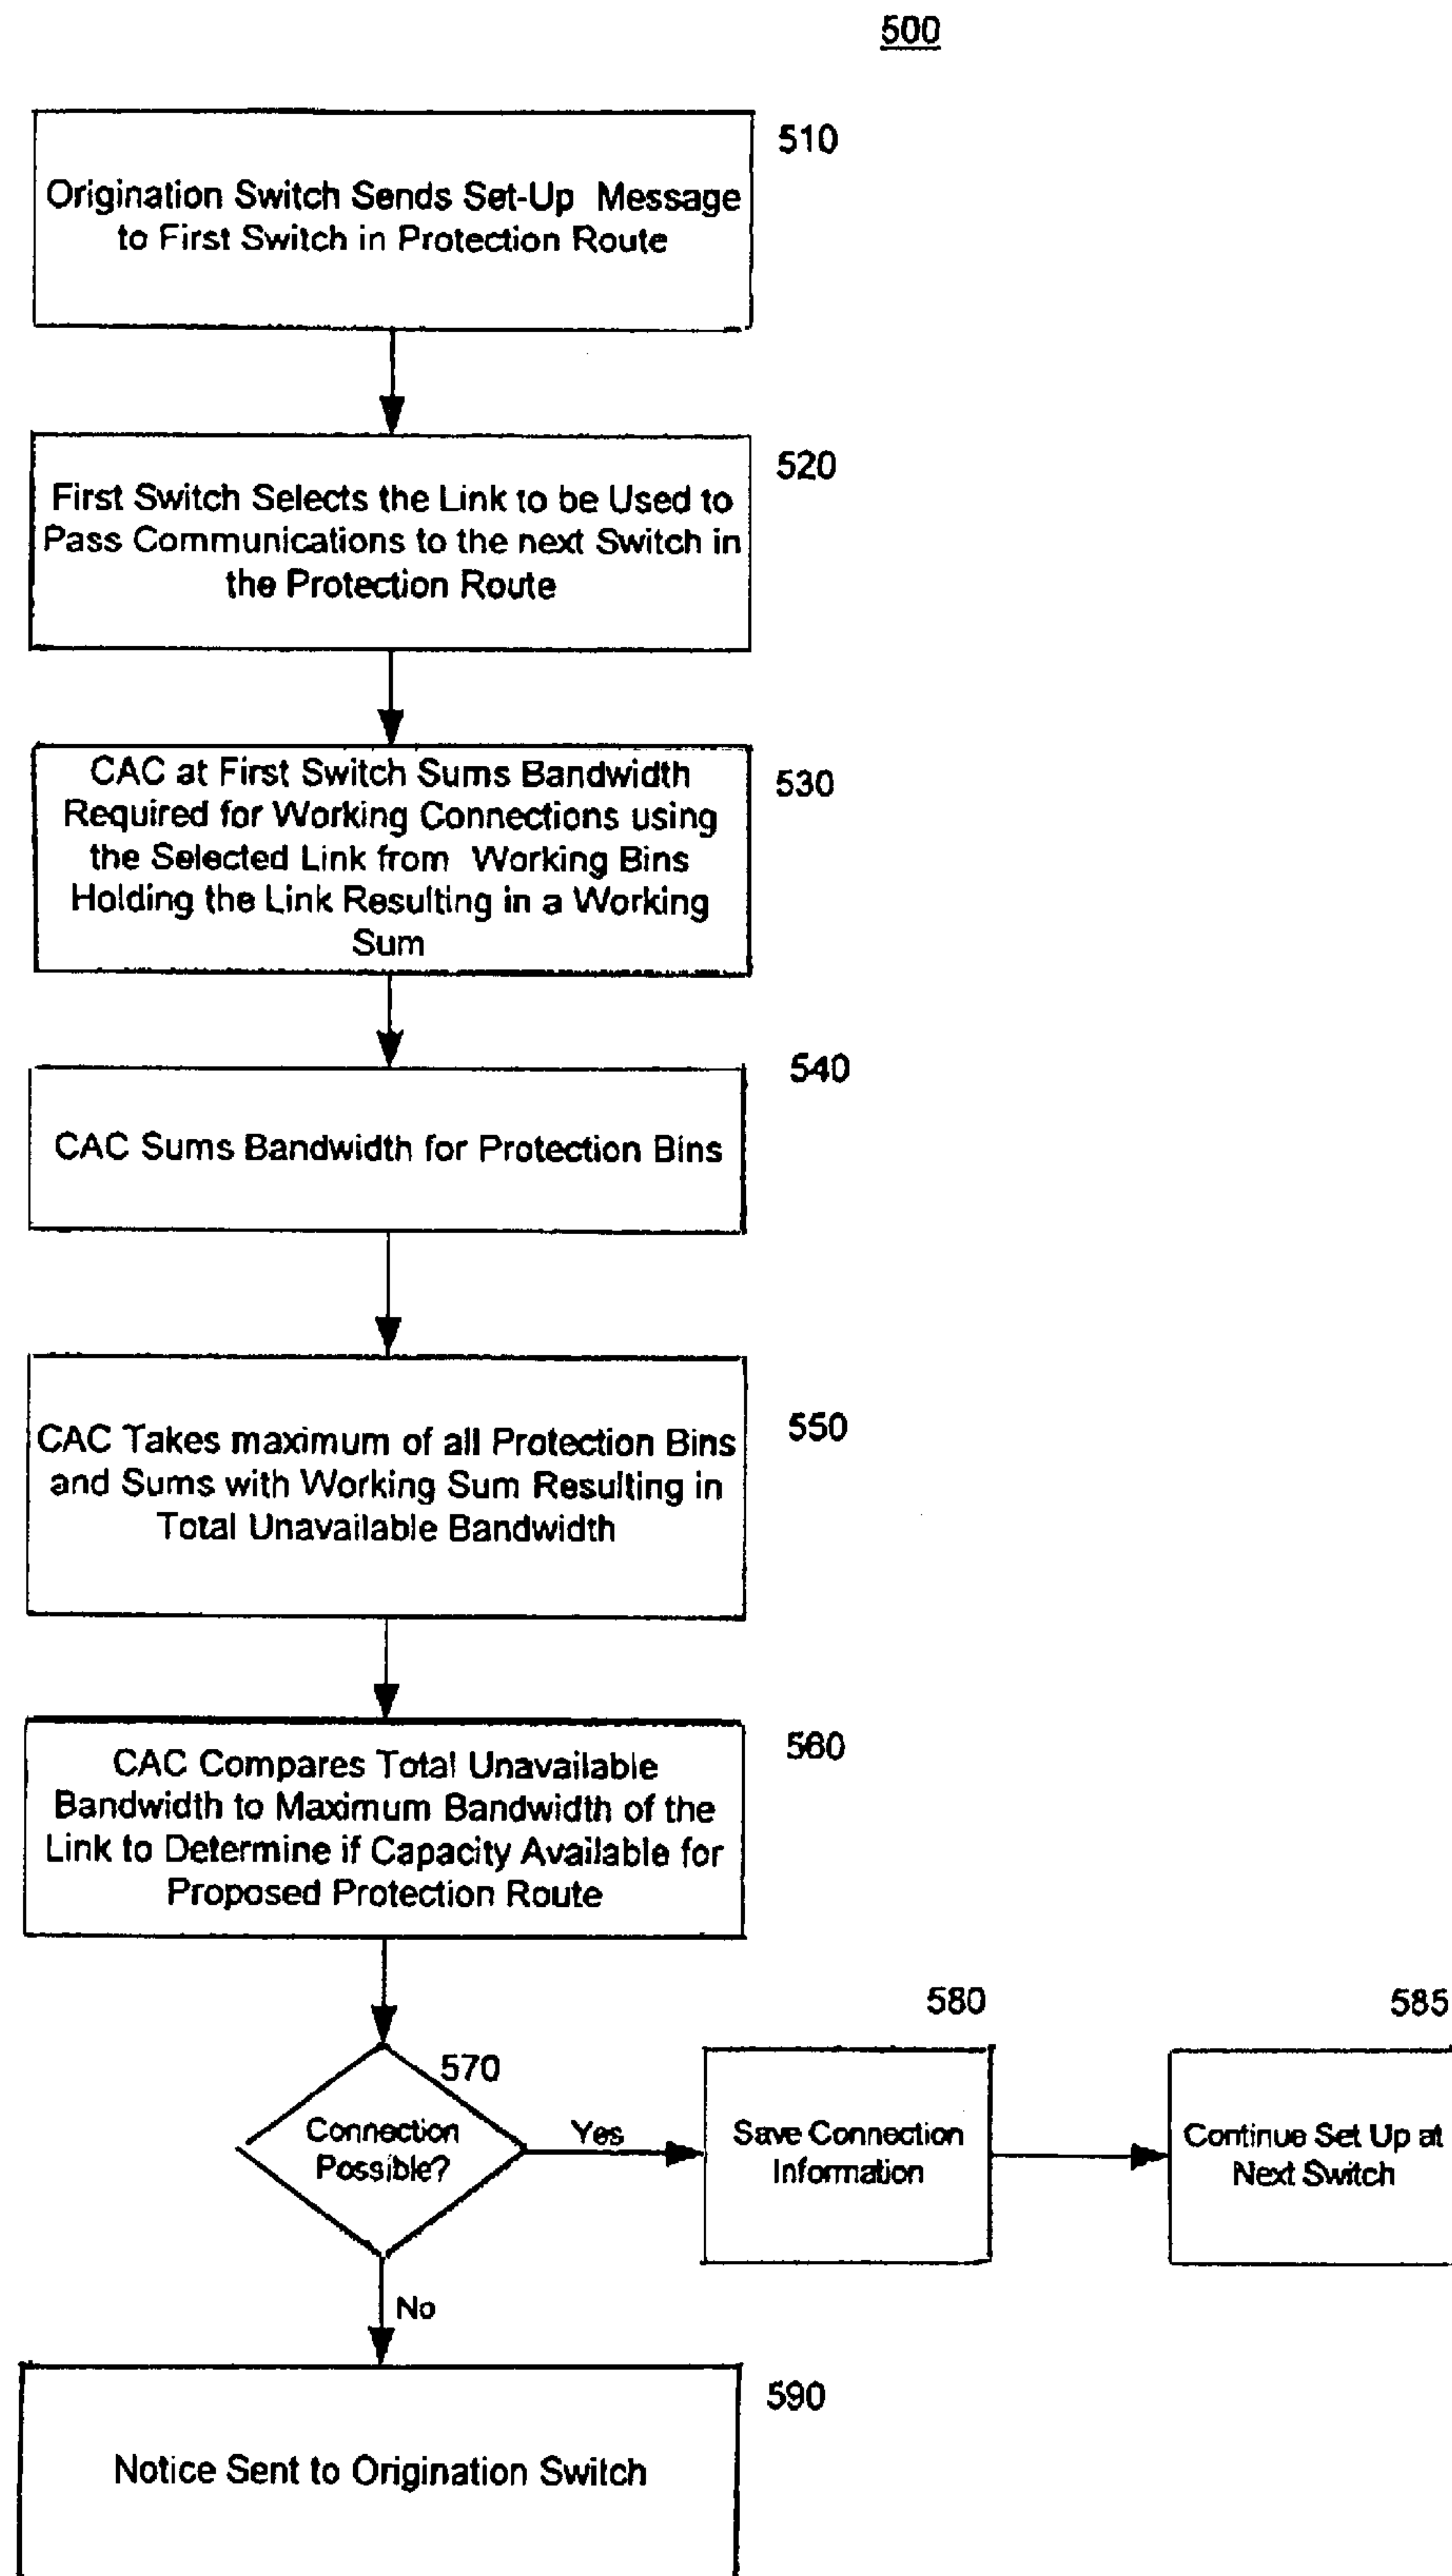 500
510
Origination Switch Sends Set-Up Message
to First Switch in Protection Route
520
First Switch Selects the Link to be Used to
Pass Communications to the next Switch in
the Protection Route
530
CAC at First Switch Sums Bandwidth
Required for Working Connections using
the Selected Link from Working Bins
Holding the Link Resulting in a Working
Sum
540
CAC Sums Bandwidth for Protection Bins
550
CAC Takes maximum of all Protection Bins
and Sums with Working Sum Resulting in
Total Unavailable Bandwidth
560
CAC Compares Total Unavailable
Bandwidth to Maximum Bandwidth of the
Link to Determine if Capacity Available for
Proposed Protection Route
570
Connection
Possible?
Yes
580
Save Connection
Information
585
Continue Set Up at
Next Switch
No
590
Notice Sent to Origination Switch